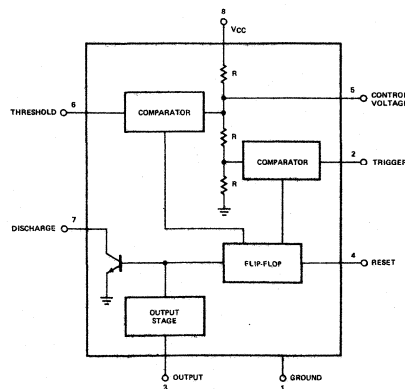 8
VCC
R
5
CONTROL
VOLTAGE
THRESHOLD
6
COMPARATOR
R
COMPARATOR
2
TRIGGER
R
DISCHARGE
7
FLIP-FLOP
4
RESET
OUTPUT
STAGE
OUTPUT
3
GROUND
1